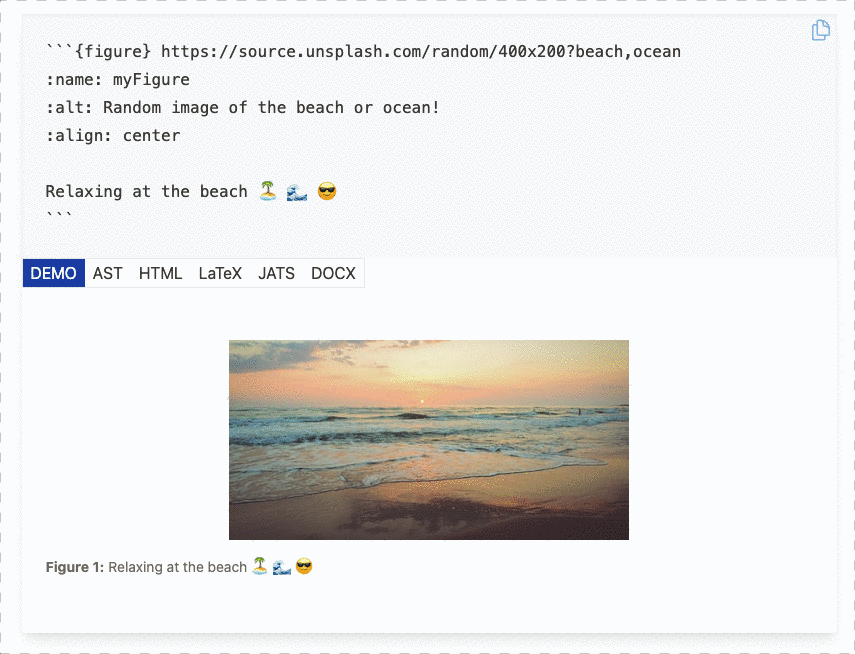 ```{figure} https://source.unsplash.com/random/400x200?beach,ocean
:name: myFigure
:alt: Random image of the beach or ocean!
:align: center
Relaxing at the beach 🏝 🌊 😎
```
DEMO AST HTML LaTeX JATS DOCX
Figure 1: Relaxing at the beach 🏝 🌊 😎